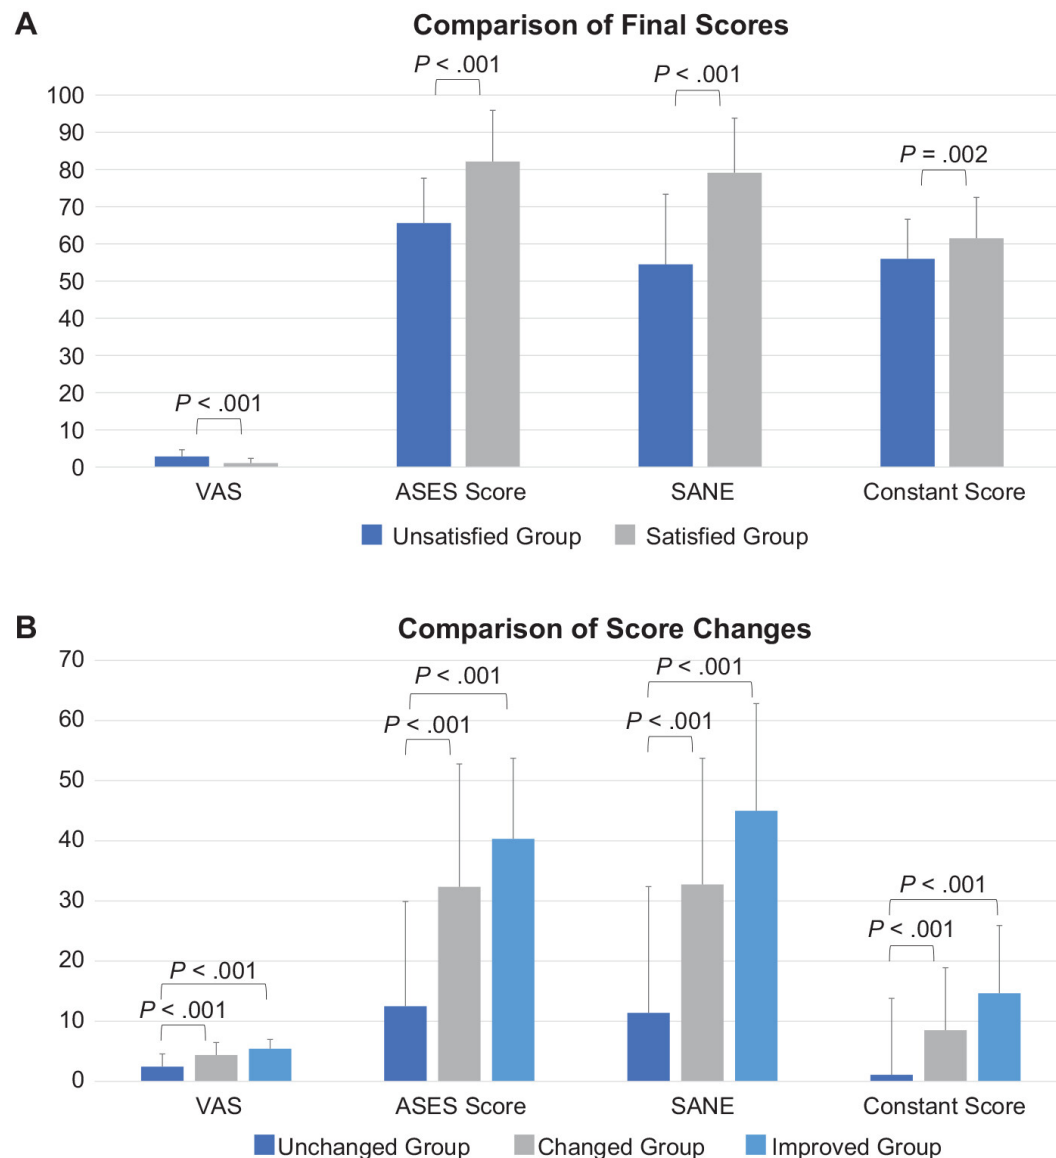 A
Comparison of Final Scores
P < .001
P < .001
100
90
80
P = .002
70
60
50
40
30
20
P < .001
10
0
VAS
ASES Score
SANE
Constant Score
Unsatisfied Group
Satisfied Group
B
Comparison of Score Changes
70
P < .001
P < .001
60
P < .001
P < .001
50
40
30
P < .001
P < .001
20
P < .001
P < .001
10
0
VAS
ASES Score
SANE
Constant Score
Unchanged Group
Changed Group
Improved Group